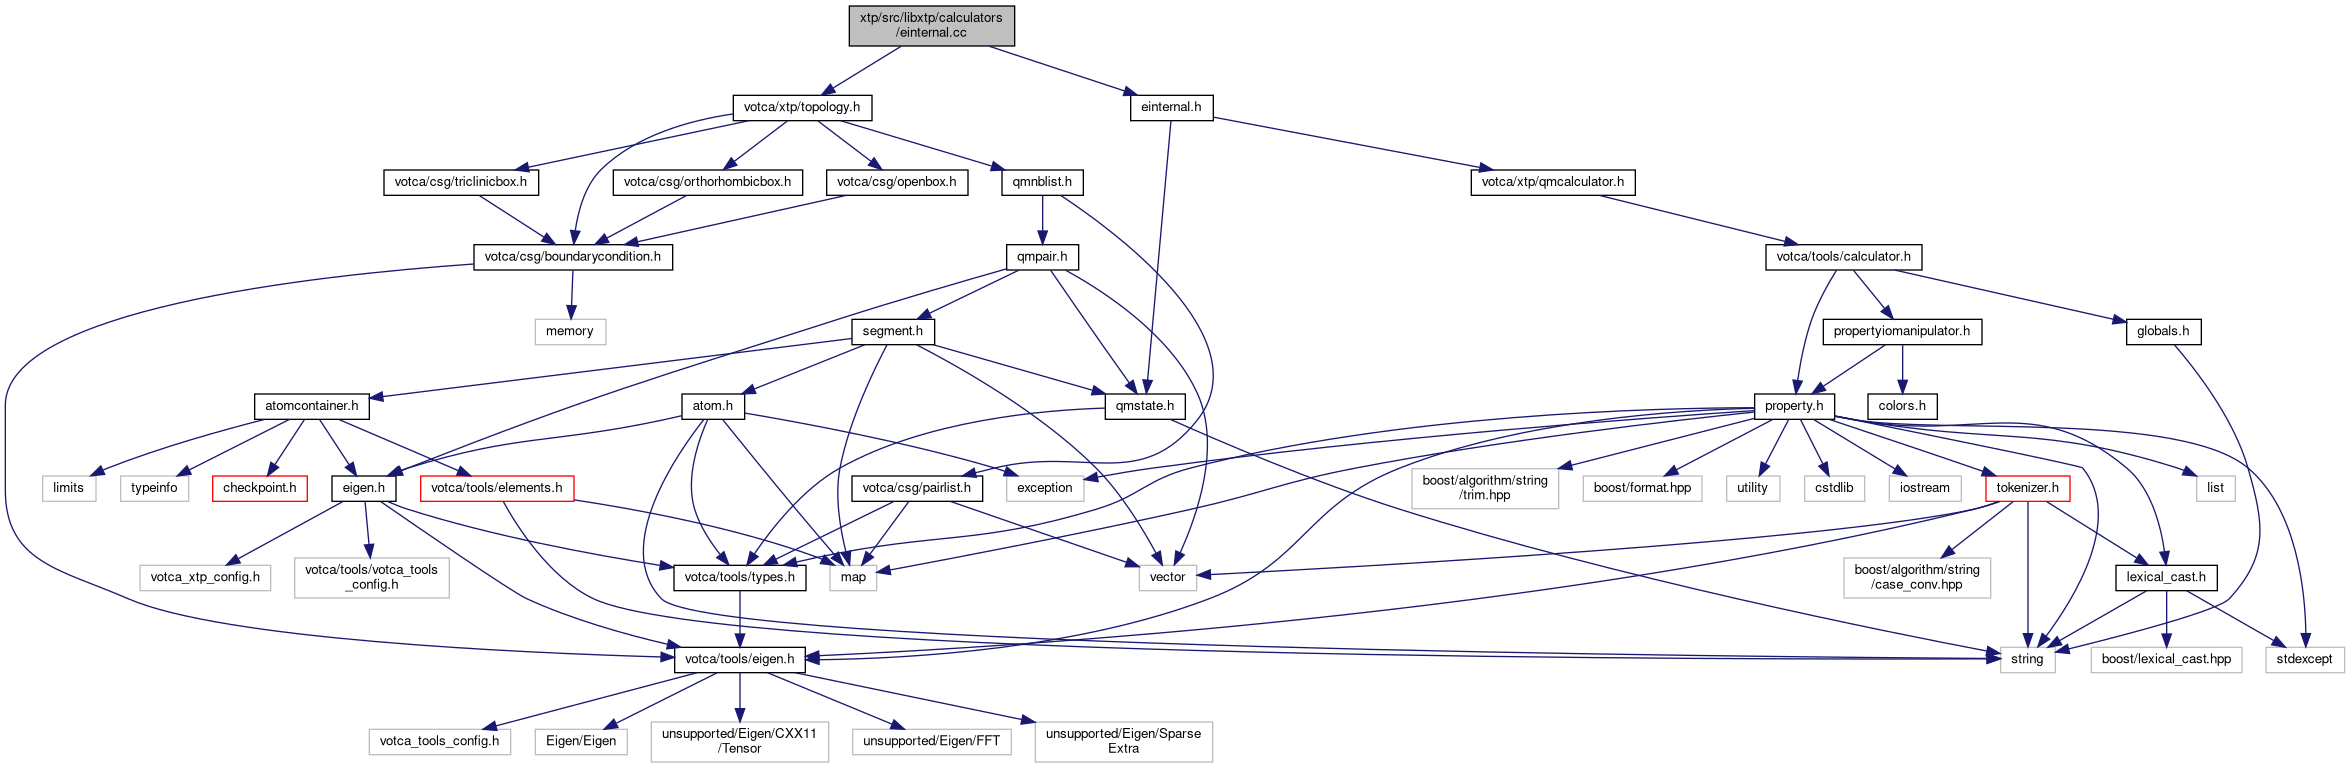 xtp/src/libxtp/calculators
/einternal.cc
votca/xtp/topology.h
einternal.h
votca/csg/triclinicbox.h
votca/csg/orthorhombicbox.h
votca/csg/openbox.h
qmnblist.h
votca/xtp/qmcalculator.h
votca/csg/boundarycondition.h
qmpair.h
votca/tools/calculator.h
memory
segment.h
propertyiomanipulator.h
globals.h
atomcontainer.h
atom.h
qmstate.h
property.h
colors.h
limits
typeinfo
checkpoint.h
eigen.h
votca/tools/elements.h
votca/csg/pairlist.h
exception
boost/algorithm/string
/trim.hpp
boost/format.hpp
utility
cstdlib
iostream
tokenizer.h
list
votca_xtp_config.h
votca/tools/votca_tools
_config.h
votca/tools/types.h
map
vector
boost/algorithm/string
/case_conv.hpp
lexical_cast.h
votca/tools/eigen.h
string
boost/lexical_cast.hpp
stdexcept
votca_tools_config.h
Eigen/Eigen
unsupported/Eigen/CXX11
/Tensor
unsupported/Eigen/FFT
unsupported/Eigen/Sparse
Extra